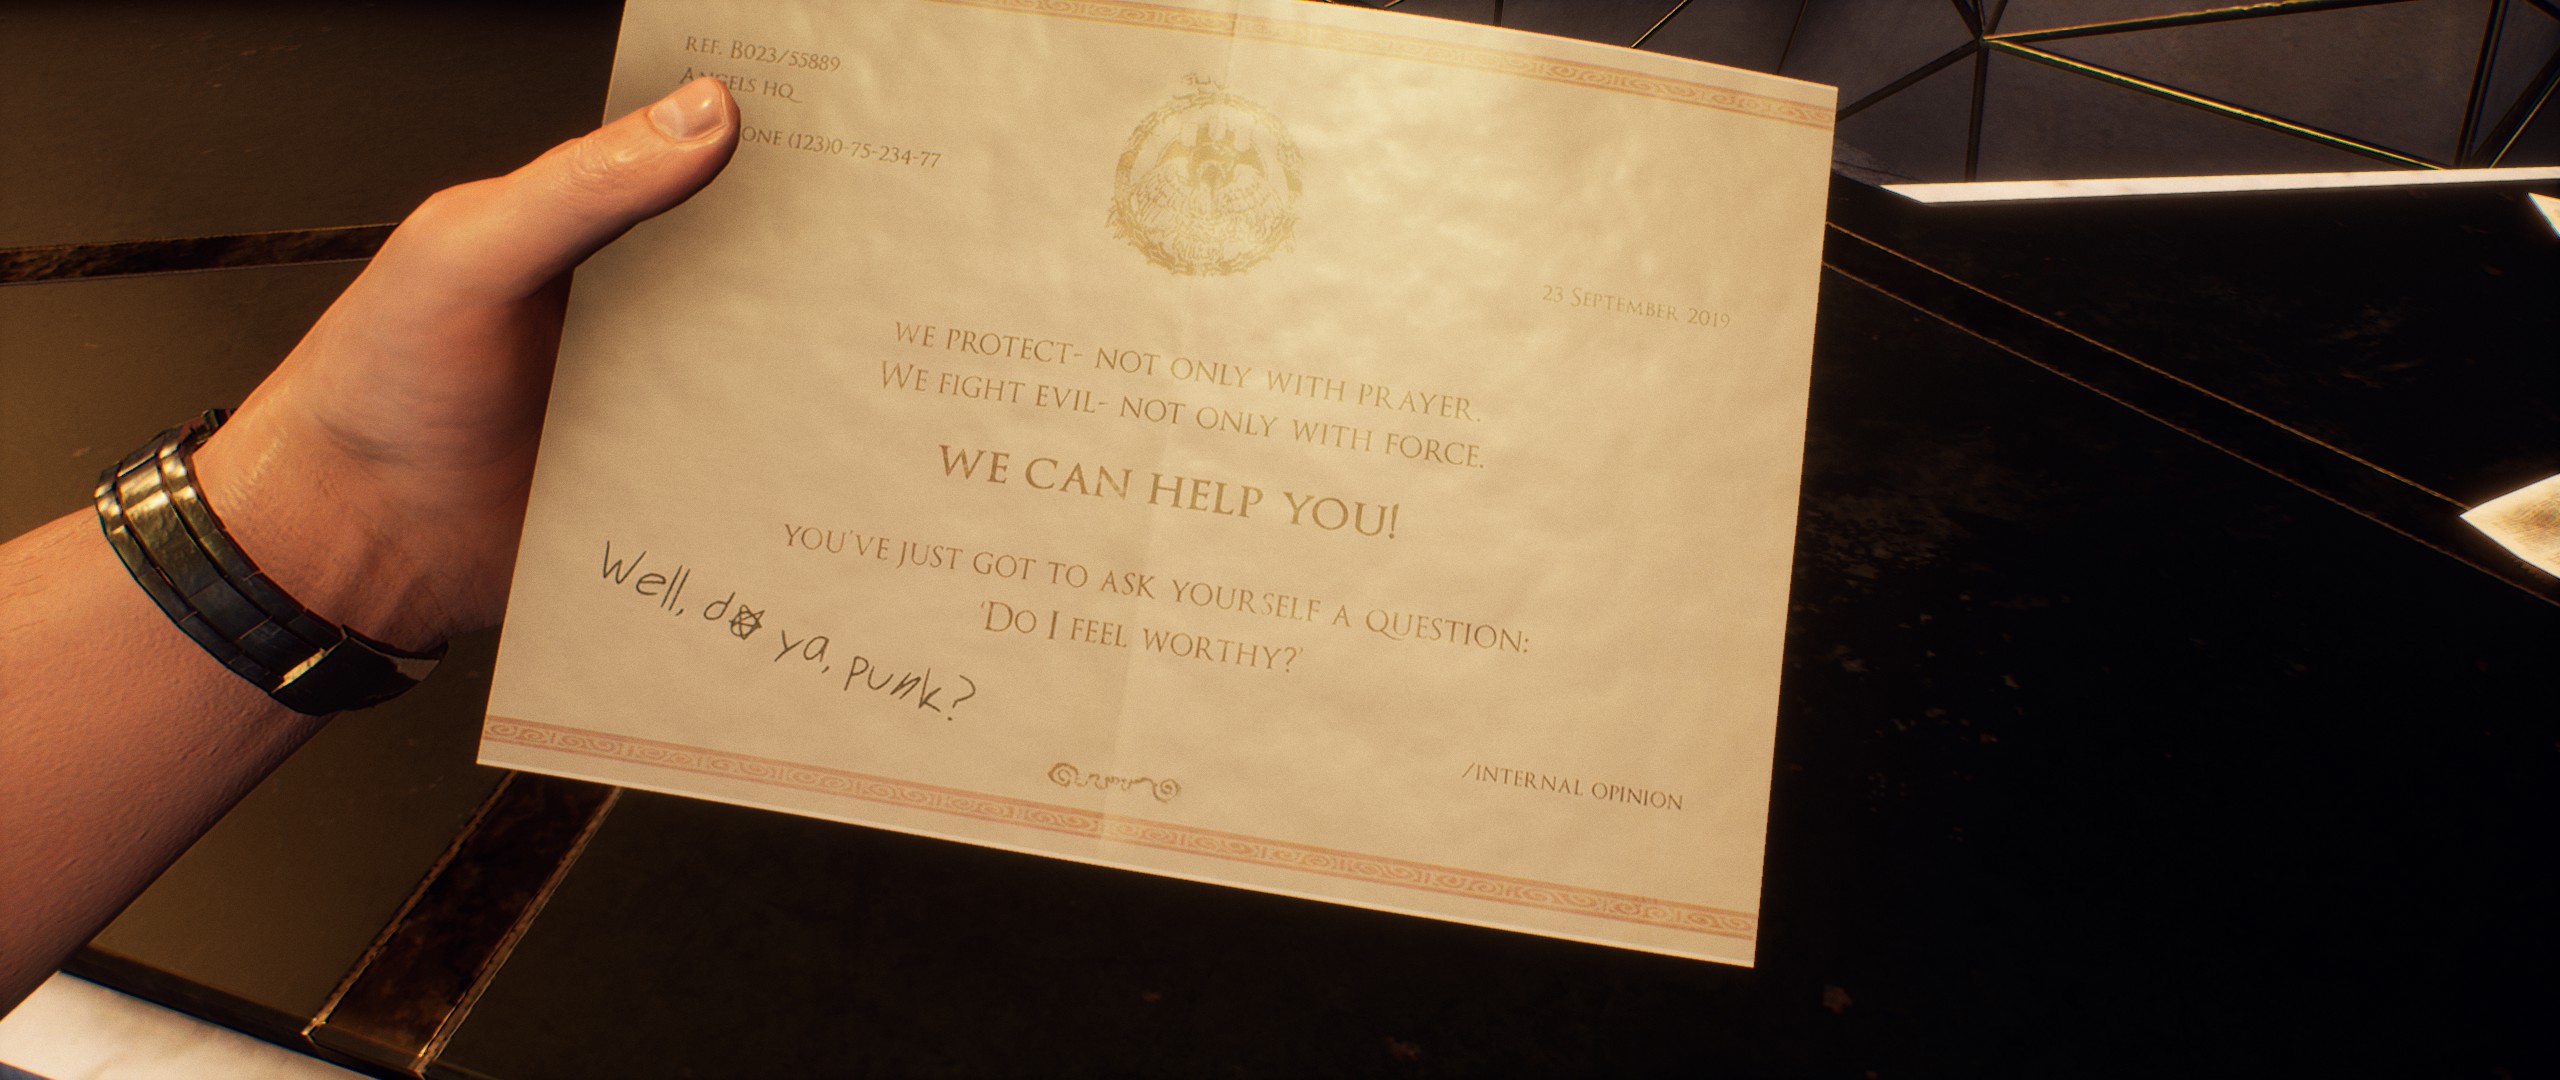 REF. B023/55889
ANGELS HQ
ONE (123)0-75-234-77
23 SEPTEMBER 2019
WE PROTECT- NOT ONLY WITH PRAYER.
WE FIGHT EVIL- NOT ONLY WITH FORCE.
WE CAN HELP YOU!
YOU'VE JUST GOT TO ASK YOURSELF A QUESTION:
'DO I FEEL WORTHY?'
Well, do ya, punk?
/INTERNAL OPINION